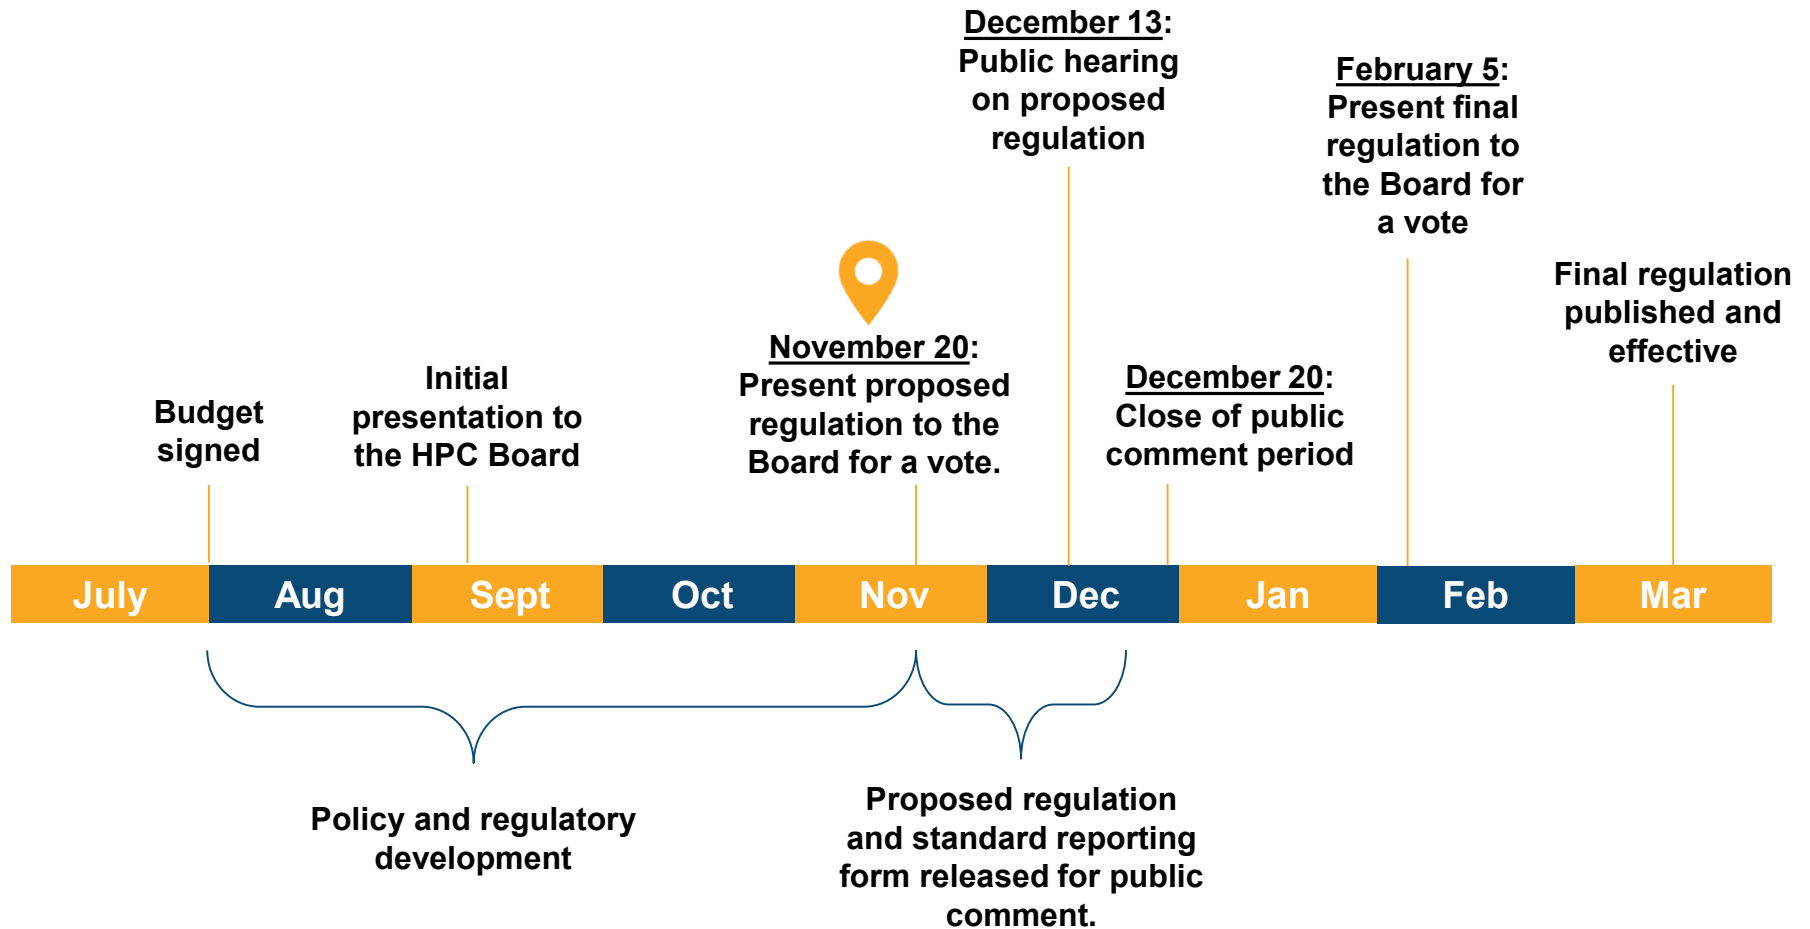 December 13:
Public hearing
on proposed
regulation
February 5:
Present final
regulation to
the Board for
a vote
Final regulation
published and
effective
November 20:
Present proposed
regulation to the
Board for a vote.
Initial
presentation to
the HPC Board
December 20:
Close of public
comment period
Budget
signed
July Aug Sept Oct Nov Dec Jan Feb Mar
Policy and regulatory
development
Proposed regulation
and standard reporting
form released for public
comment.